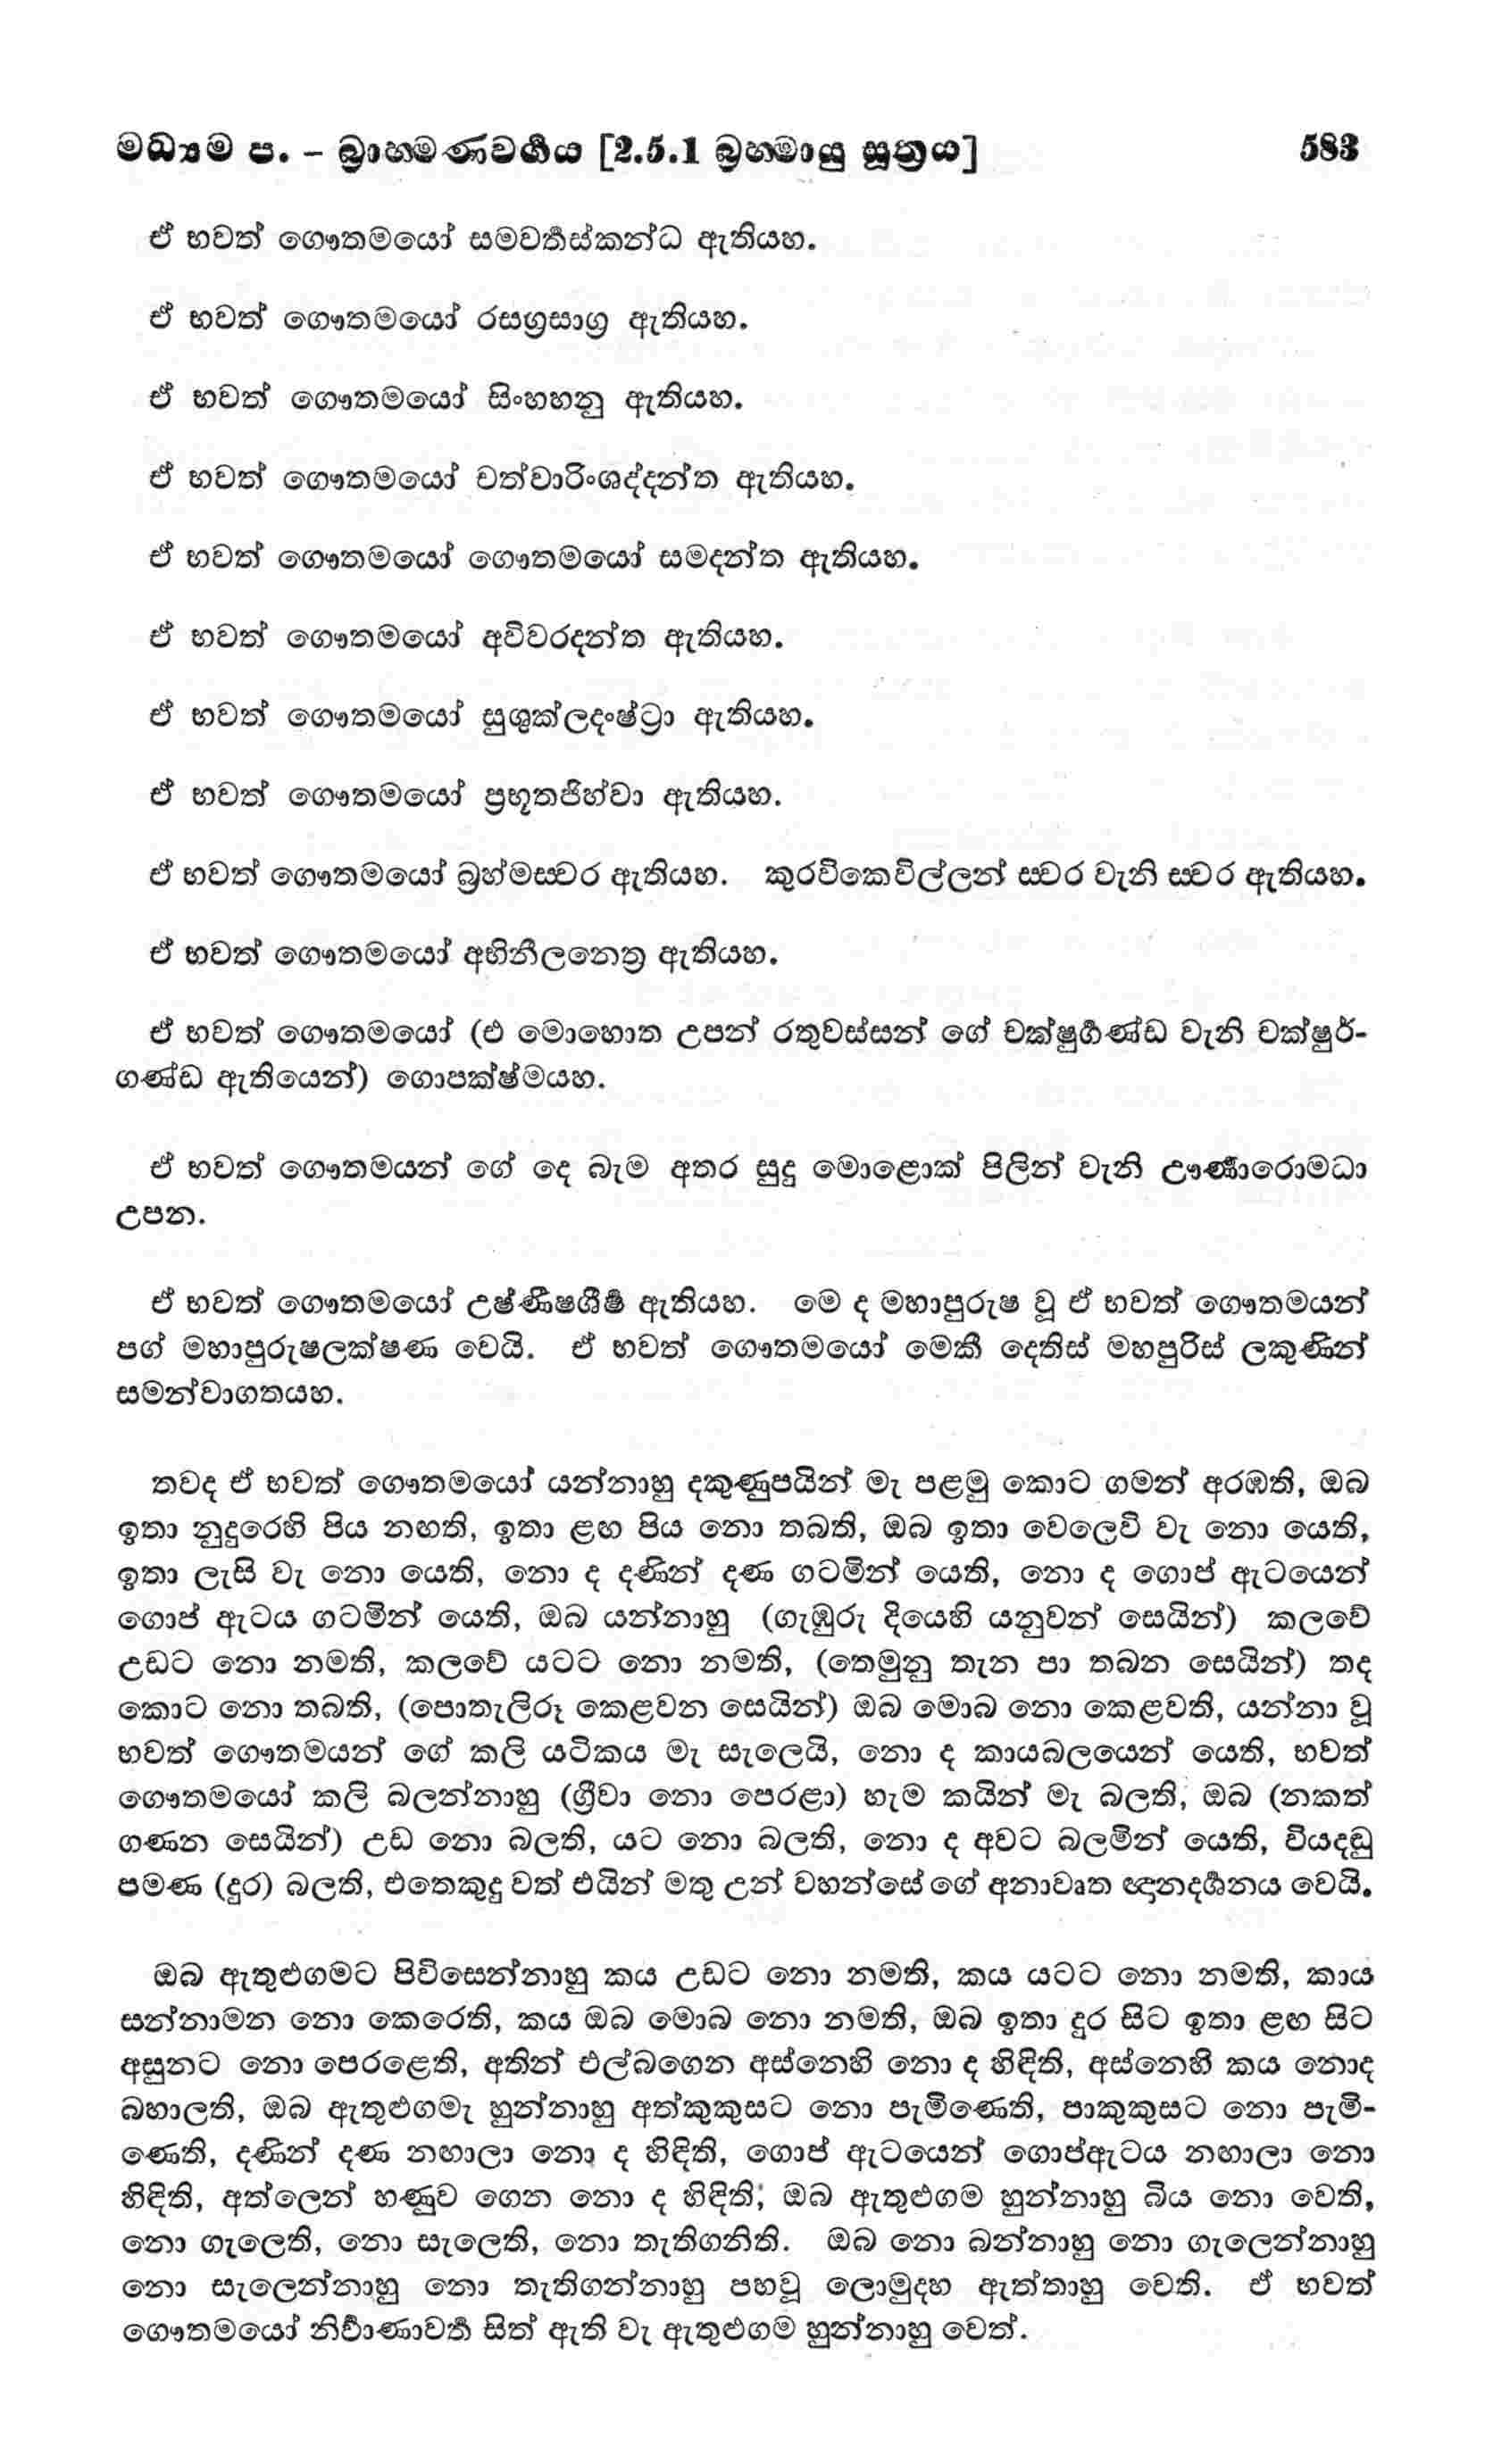 මධ්‍යම ප. – බ්‍රාහ්මණවර්‍ගය [2.5.1 බ්‍රහ්මායු සූත්‍රය] 583
ඒ භවත් ගෞතමයෝ සමවර්‍තස්කන්ධ ඇතියහ.
ඒ භවත් ගෞතමයෝ රසග්‍රසාග්‍ර ඇතියහ.
ඒ භවත් ගෞතමයෝ සිංහහනු ඇතියහ.
ඒ භවත් ගෞතමයෝ චත්වාරිංශද්දන්ත ඇතියහ.
ඒ භවත් ගෞතමයෝ ගෞතමයෝ සමදන්ත ඇතියහ.
ඒ භවත් ගෞතමයෝ අවිවරදන්ත ඇතියහ.
ඒ භවත් ගෞතමයෝ සුශුක්ලදංෂ්ට්‍රා ඇතියහ.
ඒ භවත් ගෞතමයෝ ප්‍රභූතජිහ්වා ඇතියහ.
ඒ භවත් ගෞතමයෝ බ්‍රහ්මස්වර ඇතියහ. කුරවිකෙවිල්ලන් ස්වර වැනි ස්වර ඇතියහ.
ඒ භවත් ගෞතමයෝ අභිනීලනෙත්‍ර ඇතියහ.
ඒ භවත් ගෞතමයෝ (එ මොහොත උපන් රතුවස්සන් ගේ චක්ෂුර්‍ගණ්ඩ වැනි චක්ෂුර්-
ගණ්ඩ ඇතියෙන්) ගොපක්ෂ්මයහ.
ඒ භවත් ගෞතමයන් ගේ දෙ බැම අතර සුදු මොළොක් පිලින් වැනි ඌර්‍ණාරොමධා
උපන.
ඒ භවත් ගෞතමයෝ උෂ්ණීෂශීර්‍ෂ ඇතියහ. මෙ ද මහාපුරුෂ වූ ඒ භවත් ගෞතමයන්
පග් මහාපුරුෂලක්ෂණ වෙයි. ඒ භවත් ගෞතමයෝ මෙකී දෙතිස් මහපුරිස් ලකුණින්
සමන්වාගතයහ.
තවද ඒ භවත් ගෞතමයෝ යන්නාහු දකුණුපයින් මැ පළමු කොට ගමන් අරඹති, ඔබ
ඉතා නුදුරෙහි පිය නඟති, ඉතා ළඟ පිය නො තබති, ඔබ ඉතා වෙලෙවි වැ නො යෙති,
ඉතා ලැසි වැ නො යෙති, නො ද දණින් දණ ගටමින් යෙති, නො ද ගොප් ඇටයෙන්
ගොප් ඇටය ගටමින් යෙති, ඔබ යන්නාහු (ගැඹුරු දියෙහි යනුවන් සෙයින්) කලවේ
උඩට නො නමති, කලවේ යටට නො නමති, (තෙමුනු තැන පා තබන සෙයින්) තද
කොට නො තබති, (පොතැලිරූ කෙළවන සෙයින්) ඔබ මොබ නො කෙළවති, යන්නා වූ
භවත් ගෞතමයන් ගේ කලි යටිකය මැ සැලෙයි, නො ද කායබලයෙන් යෙති, භවත්
ගෞතමයෝ කලි බලන්නාහු (ග්‍රීවා නො පෙරළා) හැම කයින් මැ බලති, ඔබ (නකත්
ගණන සෙයින්) උඩ නො බලති, යට නො බලති, නො ද අවට බලමින් යෙති, වියදඬු
පමණ (දුර) බලති, එතෙකුදු වත් එයින් මතු උන් වහන්සේ ගේ අනාවෘත ඥානදර්‍ශනය වෙයි.
ඔබ ඇතුළුගමට පිවිසෙන්නාහු කය උඩට නො නමති, කය යටට නො නමති, කාය
සන්නාමන නො කෙරෙති, කය ඔබ මොබ නො නමති, ඔබ ඉතා දුර සිට ඉතා ළඟ සිට
අසුනට නො පෙරළෙති, අතින් එල්බගෙන අස්නෙහි නො ද හිඳිති, අස්නෙහි කය නොද
බහාලති, ඔබ ඇතුළුගමැ හුන්නාහු අත්කුකුසට නො පැමිණෙති, පාකුකුසට නො පැමි-
ණෙති, දණින් දණ නඟාලා නො ද හිඳිති, ගොප් ඇටයෙන් ගොප්ඇටය නඟාලා නො
හිඳිති, අත්ලෙන් හණුව ගෙන නො ද හිඳිති; ඔබ ඇතුළුගම හුන්නාහු බිය නො වෙති,
නො ගැලෙති, නො සැලෙති, නො තැතිගනිති. ඔබ නො බන්නාහු නො ගැලෙන්නාහු
නො සැලෙන්නාහු නො තැතිගන්නාහු පහවූ ලොමුදහ ඇත්තාහු වෙති. ඒ භවත්
ගෞතමයෝ නිර්‍වාණාවර්‍ත සිත් ඇති වැ ඇතුළුගම හුන්නාහු වෙත්.